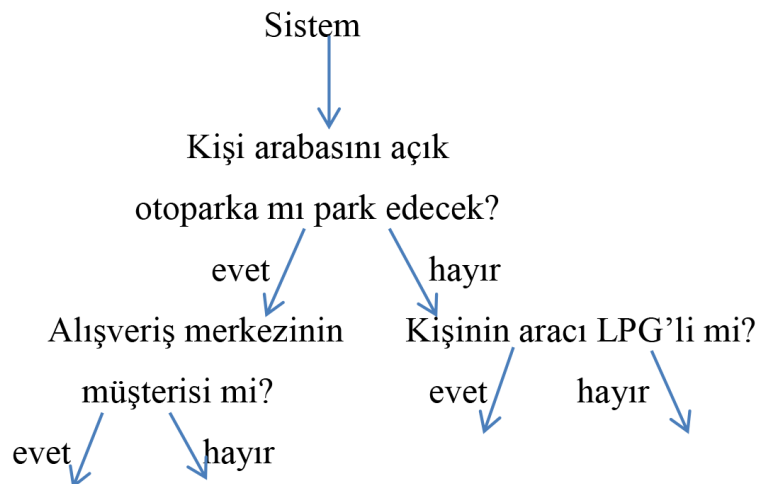 Sistem
Kişi arabasını açık
otoparka mı park edecek?
evet hayır
Alışveriş merkezinin Kişinin aracı LPG’li mi?
müşterisi mi? evet hayır
evet hayır